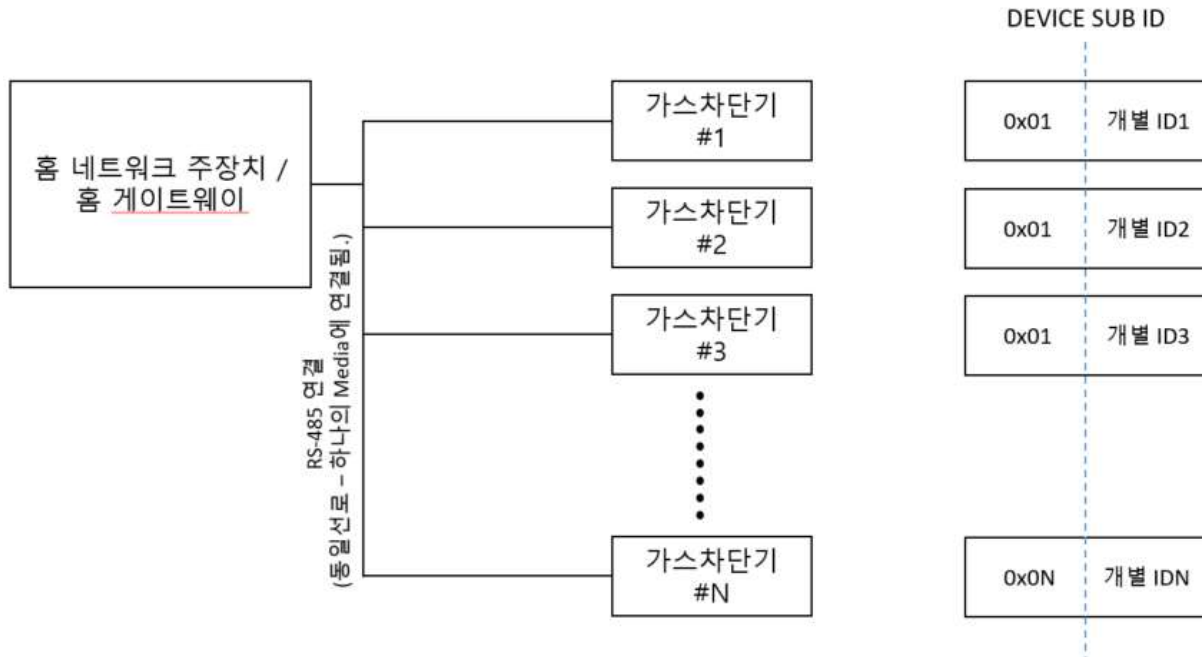 DEVICE SUB ID
홈 네트워크 주장치 /
홈 게이트웨이
RS-485 연결
(동일선로 – 하나의 Media에 연결됨.)
가스차단기
#1
0x01 개별 ID1
가스차단기
#2
0x01 개별 ID2
가스차단기
#3
0x01 개별 ID3
가스차단기
#N
0x0N 개별 IDN